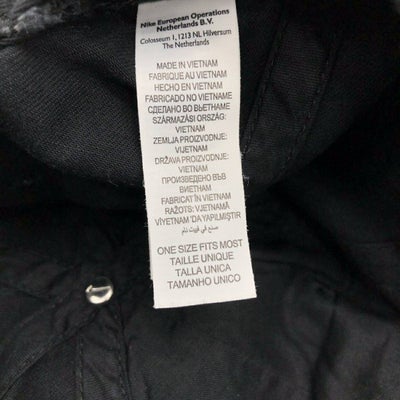 Nike European Operations
Netherlands B.V.
Colosseum 1, 1213 NL Hilversum
The Netherlands
MADE IN VIETNAM
FABRIQUÉ AU VIETNAM
HECHO EN VIETNAM
FABRICADO NO VIETNAME
СДЕЛАНО ВО ВЬЕТНАМЕ
SZÁRMAZÁSI ORSZÁG:
VIETNAM
ZEMLJA PROIZVODNJE:
VIJETNAM
DRŽAVA PROIZVODNJE:
VIETNAM
ПРОИЗВЕДЕНО ВЪВ
ВИЕТНАМ
FABRICAT ÎN VIETNAM
RAŽOTS: VJETNAMĀ
VİYETNAM'DA YAPILMIŞTIR
صنع في فييت نام
ONE SIZE FITS MOST
TAILLE UNIQUE
TALLA UNICA
TAMANHO UNICO